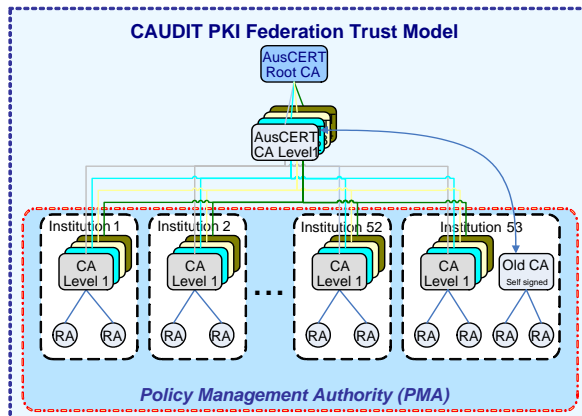 CAUDIT PKI Federation Trust Model
AusCERT
Root CA
AusCERT
CA Level1
Institution 1
Institution 2
Institution 52
Institution 53
CA
Level 1
CA
Level 1
...
CA
Level 1
CA
Level 1
Old CA
Self signed
RA
RA
RA
RA
RA
RA
RA
RA
RA
RA
Policy Management Authority (PMA)